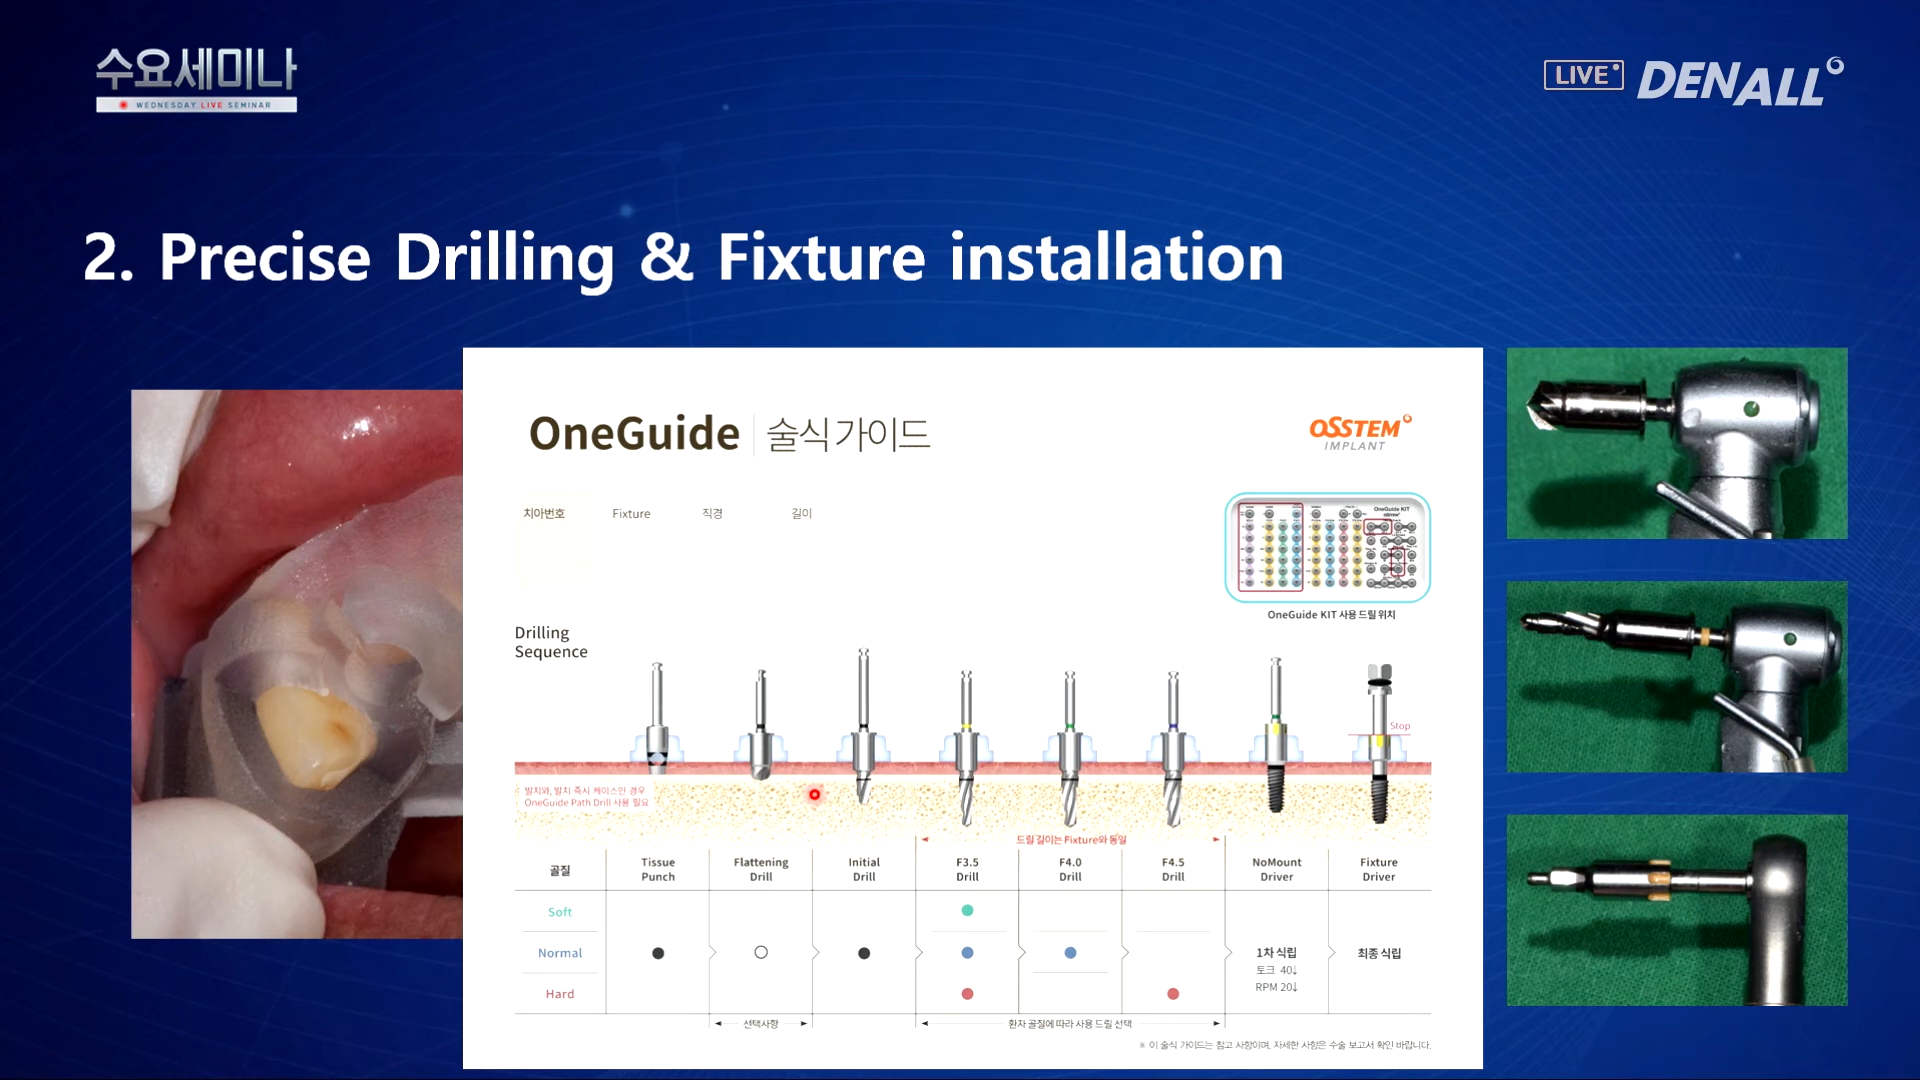 수요세미나
WEDNESDAY LIVE SEMINAR
LIVE DENALL
2. Precise Drilling & Fixture installation
OneGuide 술식 가이드
OSSTEM
IMPLANT
치아번호 Fixture 직경 길이
OneGuide KIT
OneGuide KIT 사용 드릴 위치
Drilling
Sequence
Stop
발치와, 발치 즉시 케이스인 경우
OneGuide Path Drill 사용 필요
드릴 길이는 Fixture와 동일
골질
Tissue
Punch
Flattening
Drill
Initial
Drill
F3.5
Drill
F4.0
Drill
F4.5
Drill
NoMount
Driver
Fixture
Driver
Soft
Normal
Hard
1차 식립
토크 40↓
RPM 20↓
최종 식립
선택사항
환자 골질에 따라 사용 드릴 선택
※ 이 술식 가이드는 참고 사항이며, 자세한 사항은 수술 보고서 확인 바랍니다.